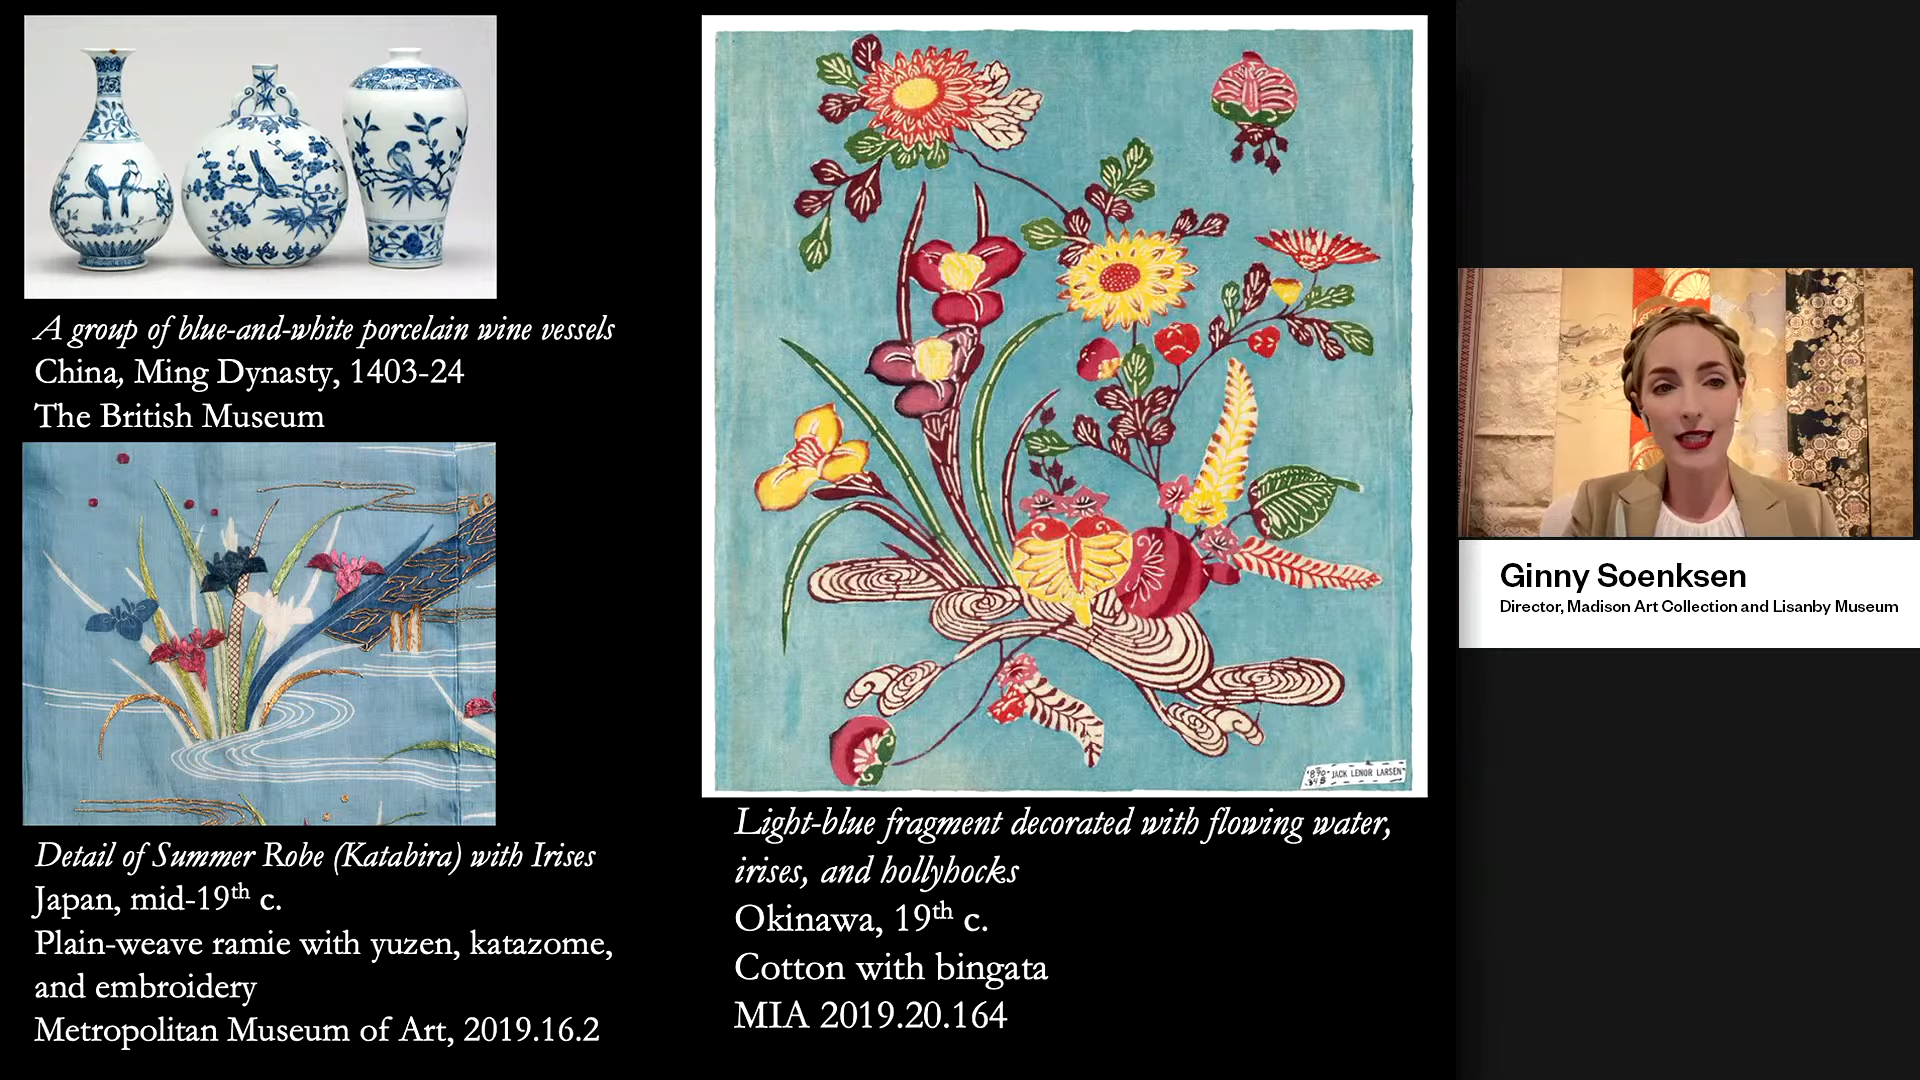 A group of blue-and-white porcelain wine vessels
China, Ming Dynasty, 1403-24
The British Museum
Detail of Summer Robe (Katabira) with Irises
Japan, mid-19th c.
Plain-weave ramie with yuzen, katazome,
and embroidery
Metropolitan Museum of Art, 2019.16.2
JACK LENOR LARSEN
Light-blue fragment decorated with flowing water,
irises, and hollyhocks
Okinawa, 19th c.
Cotton with bingata
MIA 2019.20.164
Ginny Soenksen
Director, Madison Art Collection and Lisanby Museum